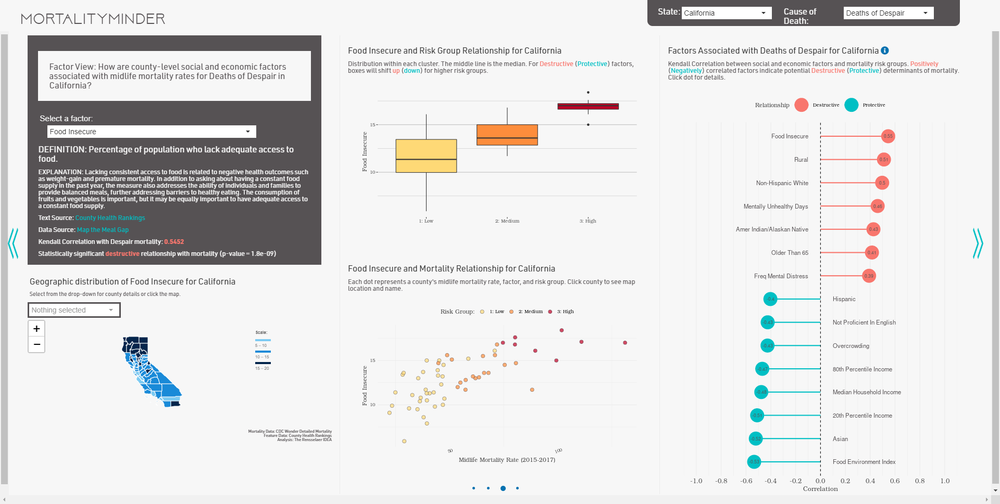 MORTALITYMINDER
State: California
Cause of Death: Deaths of Despair
Factor View: How are county-level social and economic factors
associated with midlife mortality rates for Deaths of Despair in
California?
Select a factor:
Food Insecure
DEFINITION: Percentage of population who lack adequate access to
food.
EXPLANATION: Lacking consistent access to food is related to negative health outcomes such
as weight-gain and premature mortality. In addition to asking about having a constant food
supply in the past year, the measure also addresses the ability of individuals and families to
provide balanced meals, further addressing barriers to healthy eating. The consumption of
fruits and vegetables is important, but it may be equally important to have adequate access to
a constant food supply.
Text Source: County Health Rankings
Data Source: Map the Meal Gap
Kendall Correlation with Despair mortality: 0.5452
Statistically significant destructive relationship with mortality (p-value = 1.8e-09)
Geographic distribution of Food Insecure for California
Select from the drop-down for county details or click the map.
Nothing selected
+
−
Scale:
5 – 10
10 – 15
15 – 20
Mortality Data: CDC Wonder Detailed Mortality
Feature Data: County Health Rankings
Analysis: The Rensselaer IDEA
Food Insecure and Risk Group Relationship for California
Distribution within each cluster. The middle line is the median. For Destructive (Protective) factors,
boxes will shift up (down) for higher risk groups.
Food Insecure
15
10
1: Low
2: Medium
3: High
Food Insecure and Mortality Relationship for California
Each dot represents a county's midlife mortality rate, factor, and risk group. Click county to see map
location and name.
Risk Group: 1: Low 2: Medium 3: High
Food Insecure
15
10
50
100
Midlife Mortality Rate (2015-2017)
Factors Associated with Deaths of Despair for California
Kendall Correlation between social and economic factors and mortality risk groups. Positively
(Negatively) correlated factors indicate potential Destructive (Protective) determinants of mortality.
Click dot for details.
Relationship Destructive Protective
Food Insecure 0.55
Rural 0.51
Non-Hispanic White 0.5
Mentally Unhealthy Days 0.46
Amer Indian/Alaskan Native 0.43
Older Than 65 0.41
Freq Mental Distress 0.39
-0.4 Hispanic
-0.43 Not Proficient In English
-0.43 Overcrowding
-0.47 80th Percentile Income
-0.48 Median Household Income
-0.51 20th Percentile Income
-0.52 Asian
-0.53 Food Environment Index
-1.0 -0.8 -0.6 -0.4 -0.2 0.0 0.2 0.4 0.6 0.8 1.0
Correlation